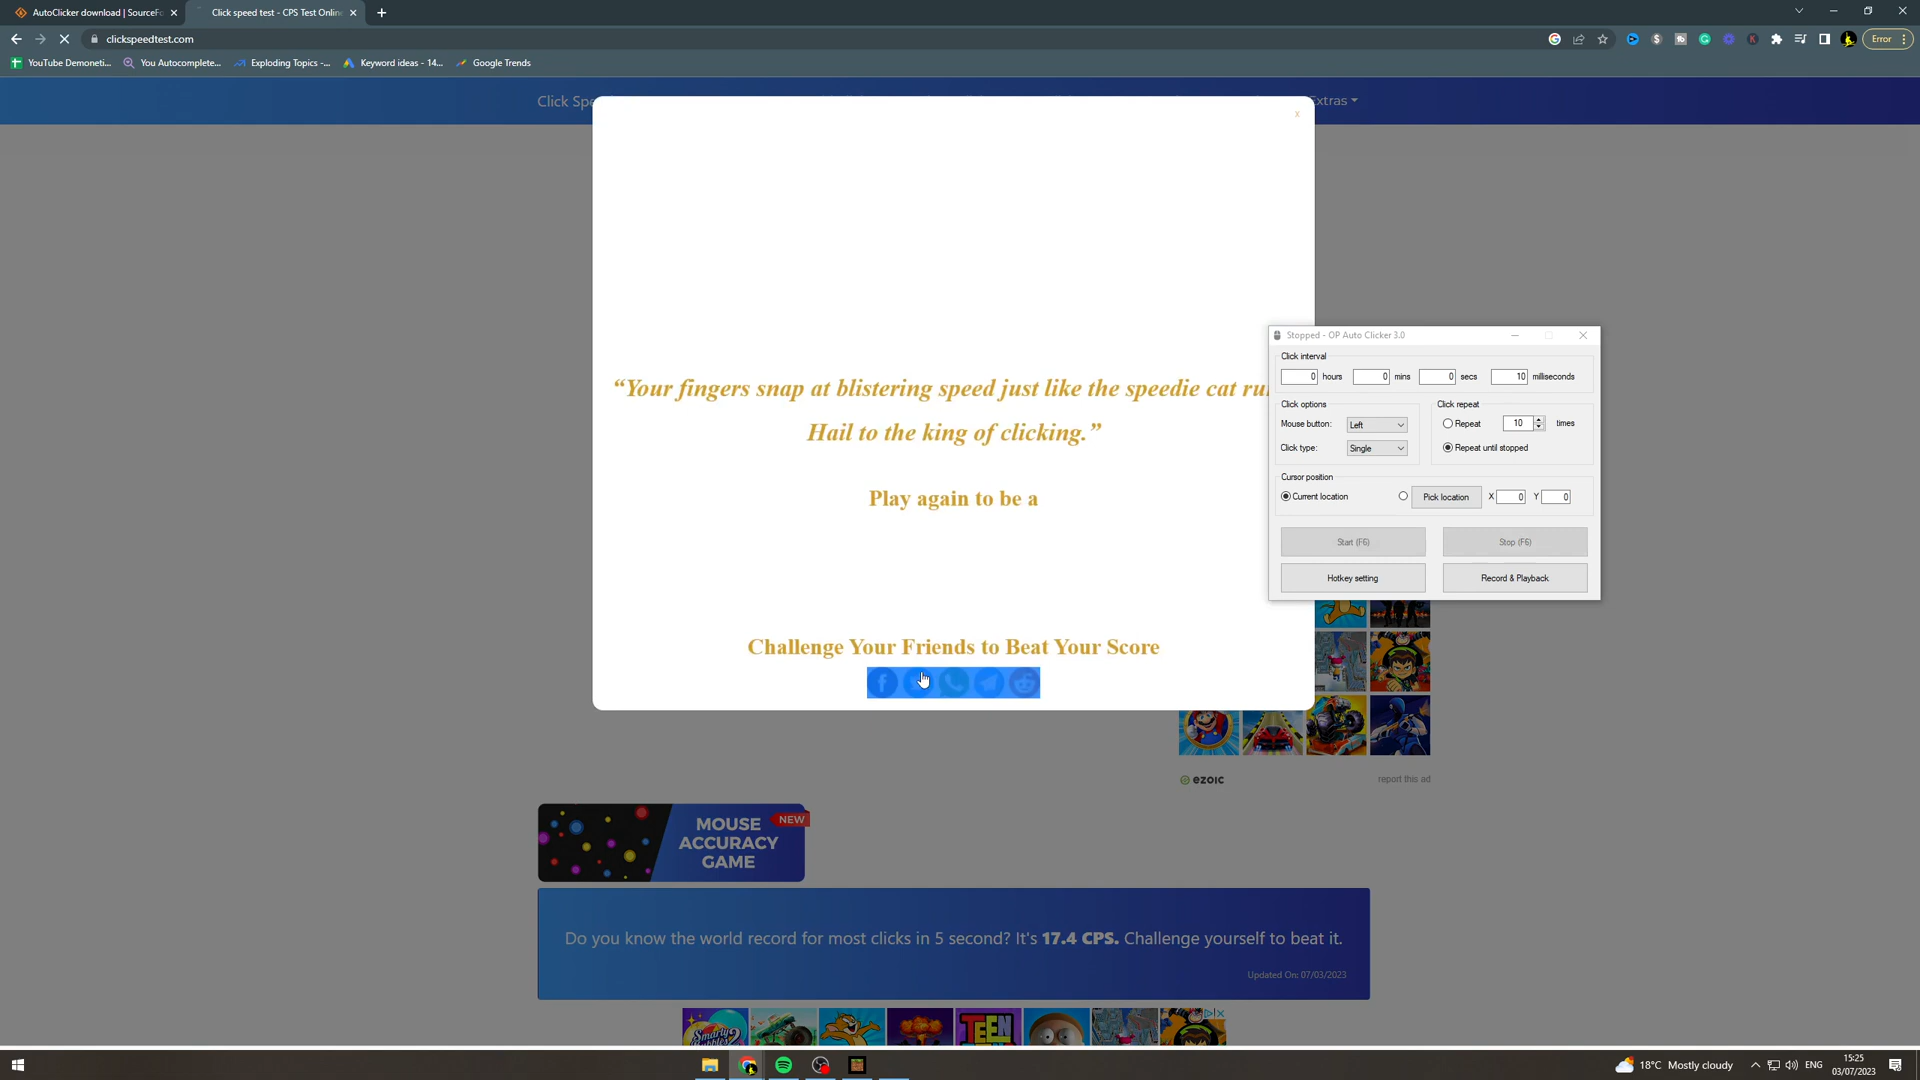 AutoClicker download | SourceFo
Click speed test - CPS Test Online
clickspeedtest.com
Error
YouTube Demoneti...
You Autocomplete...
Exploding Topics -...
Keyword ideas - 14...
Google Trends
Click Spe
Extras
x
“Your fingers snap at blistering speed just like the speedie cat
Hail to the king of clicking.”
Play again to be a
Challenge Your Friends to Beat Your Score
Stopped - OP Auto Clicker 3.0
Click interval
0 hours 0 mins 0 secs 10 milliseconds
Click options
Click repeat
Mouse button: Left
Repeat 10 times
Click type: Single
Repeat until stopped
Cursor position
Current location
Pick location X 0 Y 0
Start (F6)
Stop (F6)
Hotkey setting
Record & Playback
ezoic
report this ad
MOUSE
ACCURACY
GAME
NEW
Do you know the world record for most clicks in 5 second? It's 17.4 CPS. Challenge yourself to beat it.
Updated On: 07/03/2023
TEEN
18°C Mostly cloudy
ENG
15:25
03/07/2023